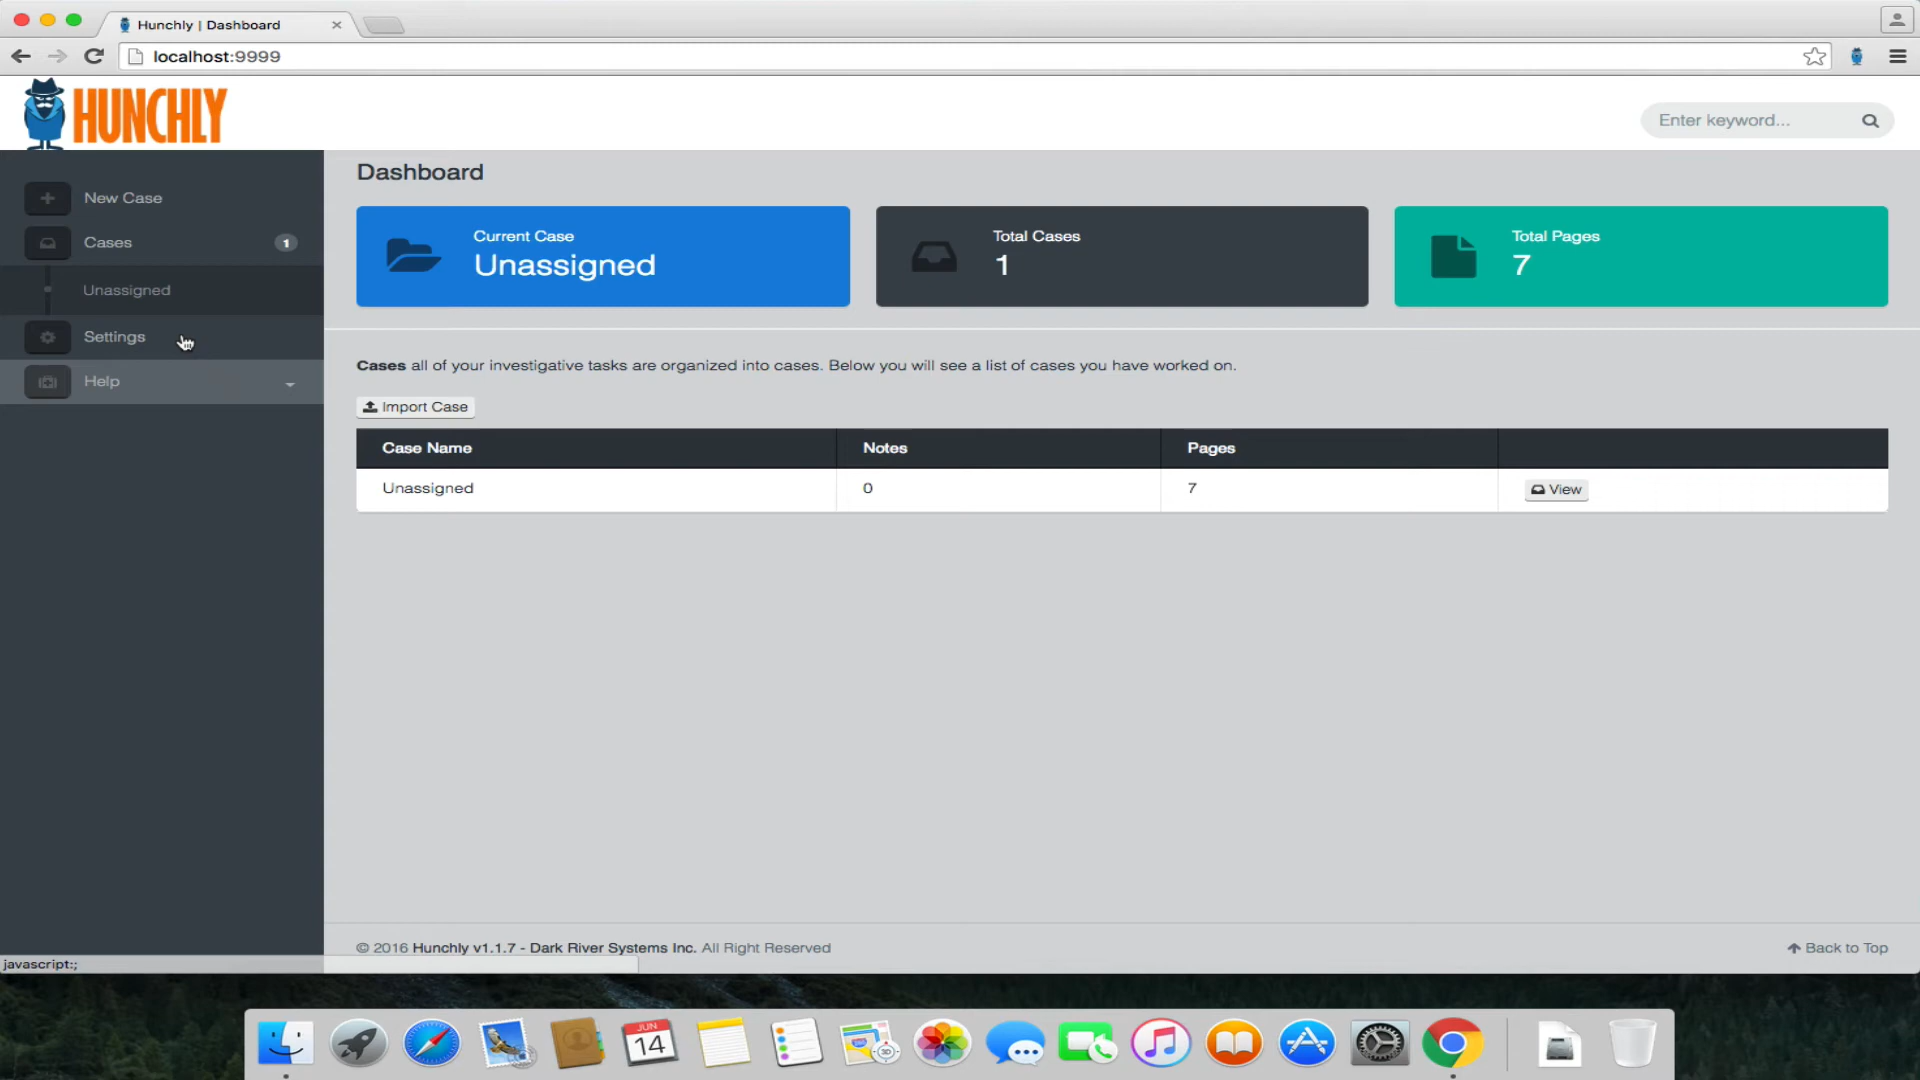 Hunchly | Dashboard
localhost:9999
HUNCHLY
Enter keyword...
New Case
Cases 1
Unassigned
Settings
Help
Dashboard
Current Case
Unassigned
Total Cases
1
Total Pages
7
Cases all of your investigative tasks are organized into cases. Below you will see a list of cases you have worked on.
Import Case
Case Name Notes Pages
Unassigned 0 7 View
© 2016 Hunchly v1.1.7 - Dark River Systems Inc. All Right Reserved
Back to Top
javascript:;
JUN
14
3D